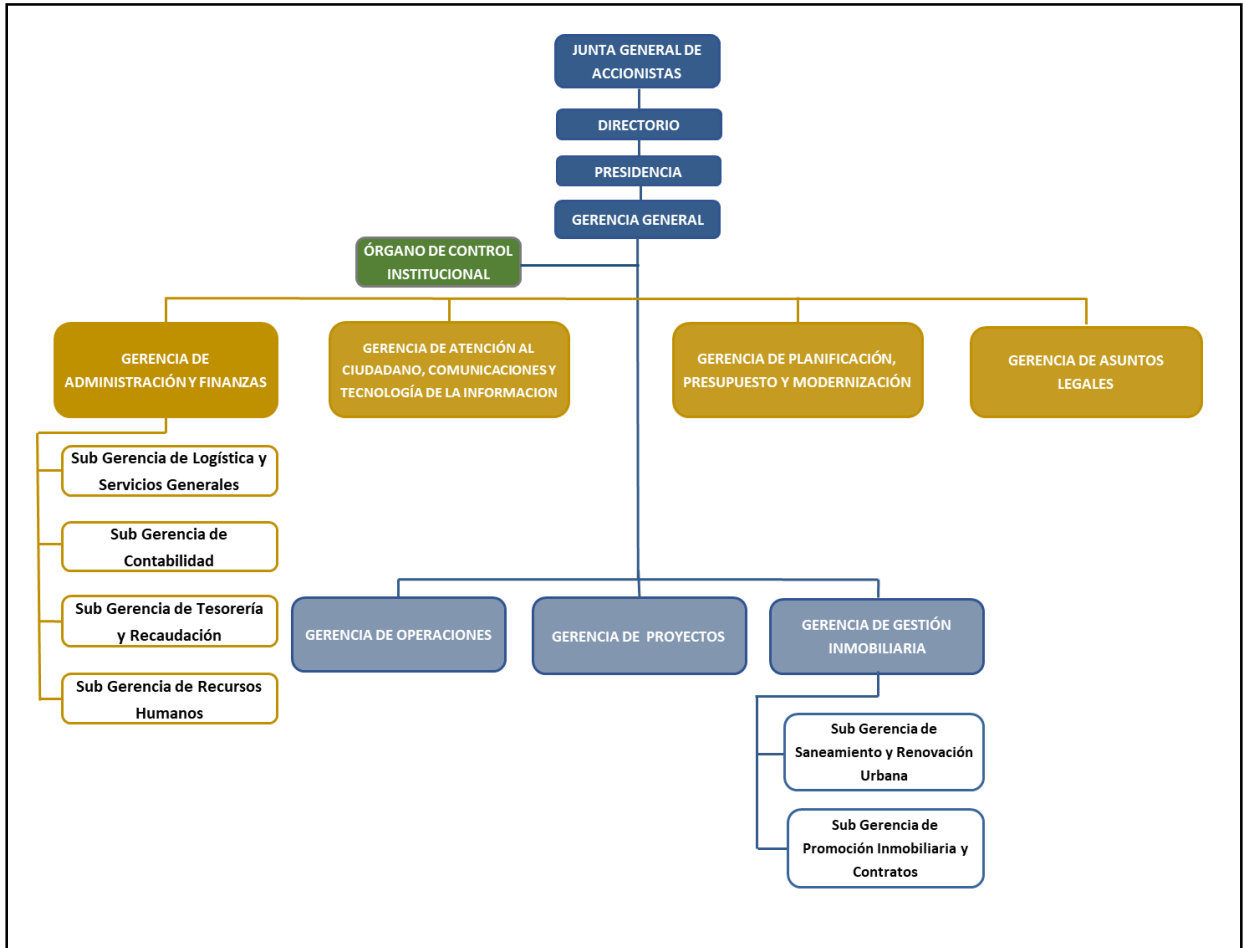 JUNTA GENERAL DE
ACCIONISTAS
DIRECTORIO
PRESIDENCIA
GERENCIA GENERAL
ÓRGANO DE CONTROL
INSTITUCIONAL
GERENCIA DE
ADMINISTRACIÓN Y FINANZAS
GERENCIA DE ATENCIÓN AL
CIUDADANO, COMUNICACIONES Y
TECNOLOGÍA DE LA INFORMACION
GERENCIA DE PLANIFICACIÓN,
PRESUPUESTO Y MODERNIZACIÓN
GERENCIA DE ASUNTOS
LEGALES
Sub Gerencia de Logística y
Servicios Generales
Sub Gerencia de
Contabilidad
Sub Gerencia de Tesorería
y Recaudación
Sub Gerencia de Recursos
Humanos
GERENCIA DE OPERACIONES
GERENCIA DE PROYECTOS
GERENCIA DE GESTIÓN
INMOBILIARIA
Sub Gerencia de
Saneamiento y Renovación
Urbana
Sub Gerencia de
Promoción Inmobiliaria y
Contratos